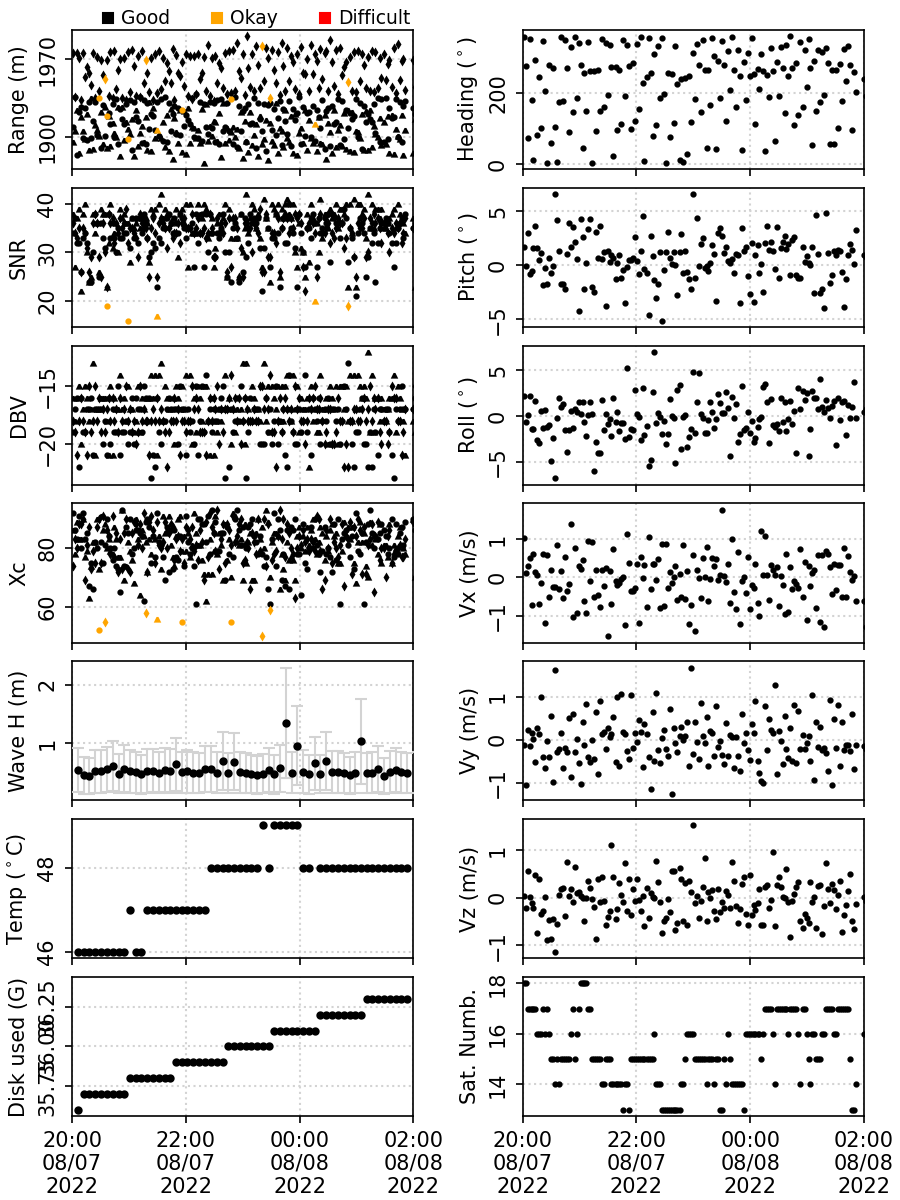 Good Okay Difficult
Range (m)
1970
1900
Heading (°)
200
0
SNR
40
30
20
Pitch (°)
5
0
−5
DBV
−15
−20
Roll (°)
5
0
−5
Xc
80
60
Vx (m/s)
1
0
−1
Wave H (m)
2
1
Vy (m/s)
1
0
−1
Temp (°C)
48
46
Vz (m/s)
1
0
−1
Disk used (G)
36.25
36.00
35.75
Sat. Numb.
18
16
14
20:00 22:00 00:00 02:00 20:00 22:00 00:00 02:00
08/07 08/07 08/08 08/08 08/07 08/07 08/08 08/08
2022 2022 2022 2022 2022 2022 2022 2022